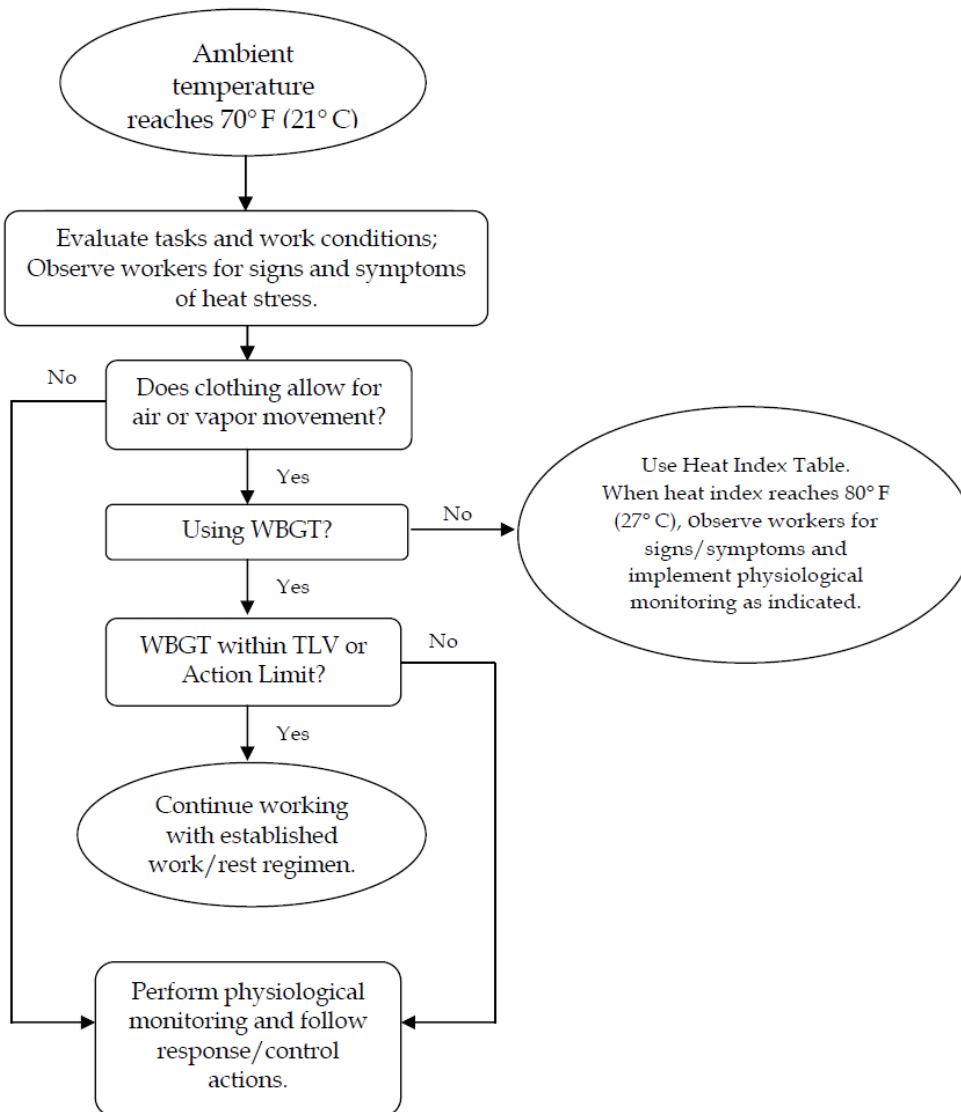 Ambient
temperature
reaches 70° F (21° C)
Evaluate tasks and work conditions;
Observe workers for signs and symptoms
of heat stress.
No
Does clothing allow for
air or vapor movement?
Yes
Using WBGT?
No
Use Heat Index Table.
When heat index reaches 80° F
(27° C), Observe workers for
signs/symptoms and
implement physiological
monitoring as indicated.
Yes
WBGT within TLV or
Action Limit?
No
Yes
Continue working
with established
work/rest regimen.
Perform physiological
monitoring and follow
response/control
actions.